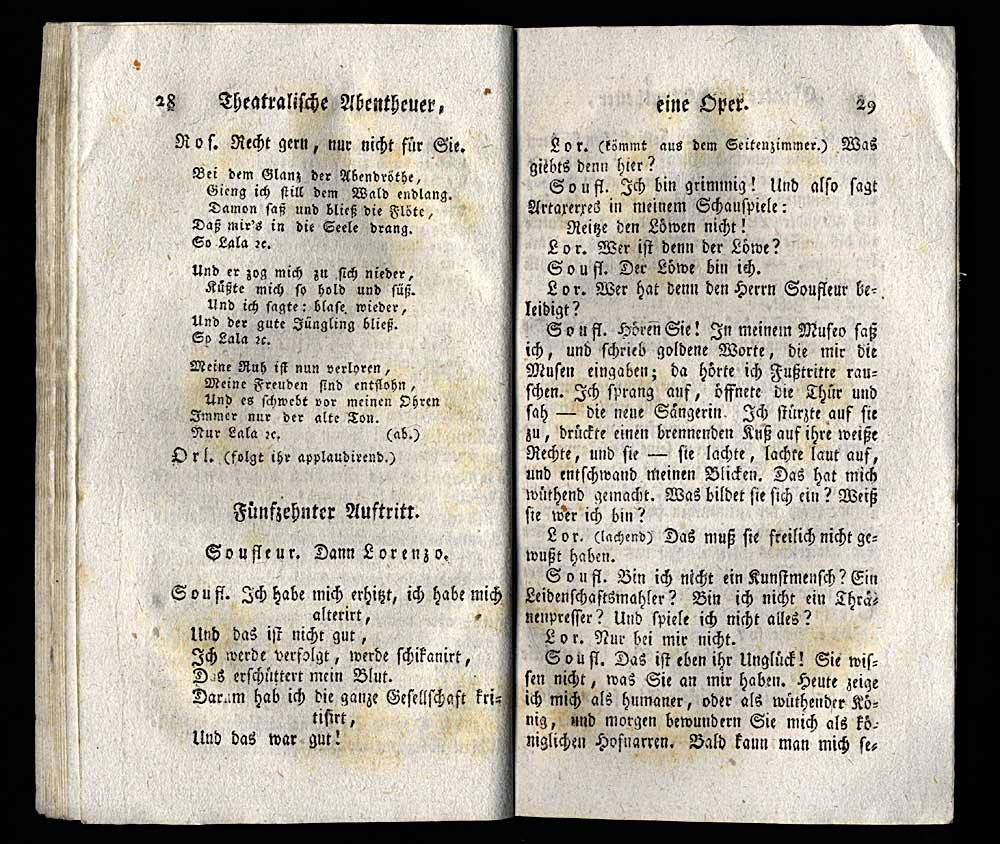 28 Theatralische Abentheuer,
Ros. Recht gern, nur nicht für Sie.
Bei dem Glanz der Abendröthe,
Gieng ich still dem Wald endlang.
Damon saß und bließ die Flöte,
Daß mir's in die Seele drang.
So Lala ꝛc.
Und er zog mich zu sich nieder,
Küßte mich so hold und süß.
Und ich sagte: blase wieder,
Und der gute Jüngling bließ.
So Lala ꝛc.
Meine Ruh ist nun verloren,
Meine Freuden sind entflohn,
Und es schwebt vor meinen Ohren
Immer nur der alte Ton.
Nur Lala ꝛc. (ab.)
Orl. (folgt ihr applaudirend.)
Fünfzehnter Auftritt.
Soufleur. Dann Lorenzo.
Soufl. Ich habe mich erhitzt, ich habe mich
alterirt,
Und das ist nicht gut,
Ich werde verfolgt, werde schikanirt,
Das erschüttert mein Blut.
Darum hab ich die ganze Gesellschaft kri-
tisirt,
Und das war gut!
eine Oper. 29
Lor. (kömmt aus dem Seitenzimmer.) Was
giebts denn hier?
Soufl. Ich bin grimmig! Und also sagt
Artaxerxes in meinem Schauspiele:
Reitze den Löwen nicht!
Lor. Wer ist denn der Löwe?
Soufl. Der Löwe bin ich.
Lor. Wer hat denn den Herrn Soufleur be-
leidigt?
Soufl. Hören Sie! In meinem Museo saß
ich, und schrieb goldene Worte, die mir die
Musen eingaben; da hörte ich Fußtritte rau-
schen. Ich sprang auf, öffnete die Thür und
sah — die neue Sängerin. Ich stürzte auf sie
zu, drückte einen brennenden Kuß auf ihre weiße
Rechte, und sie — sie lachte, lachte laut auf,
und entschwand meinen Blicken. Das hat mich
wüthend gemacht. Was bildet sie sich ein? Weiß
sie wer ich bin?
Lor. (lachend) Das muß sie freilich nicht ge-
wußt haben.
Soufl. Bin ich nicht ein Kunstmensch? Ein
Leidenschaftsmahler? Bin ich nicht ein Thrä-
nenpresser? Und spiele ich nicht alles?
Lor. Nur bei mir nicht.
Soufl. Das ist eben ihr Unglück! Sie wis-
sen nicht, was Sie an mir haben. Heute zeige
ich mich als humaner, oder als wüthender Kö-
nig, und morgen bewundern Sie mich als kö-
niglichen Hofnarren. Bald kann man mich se-